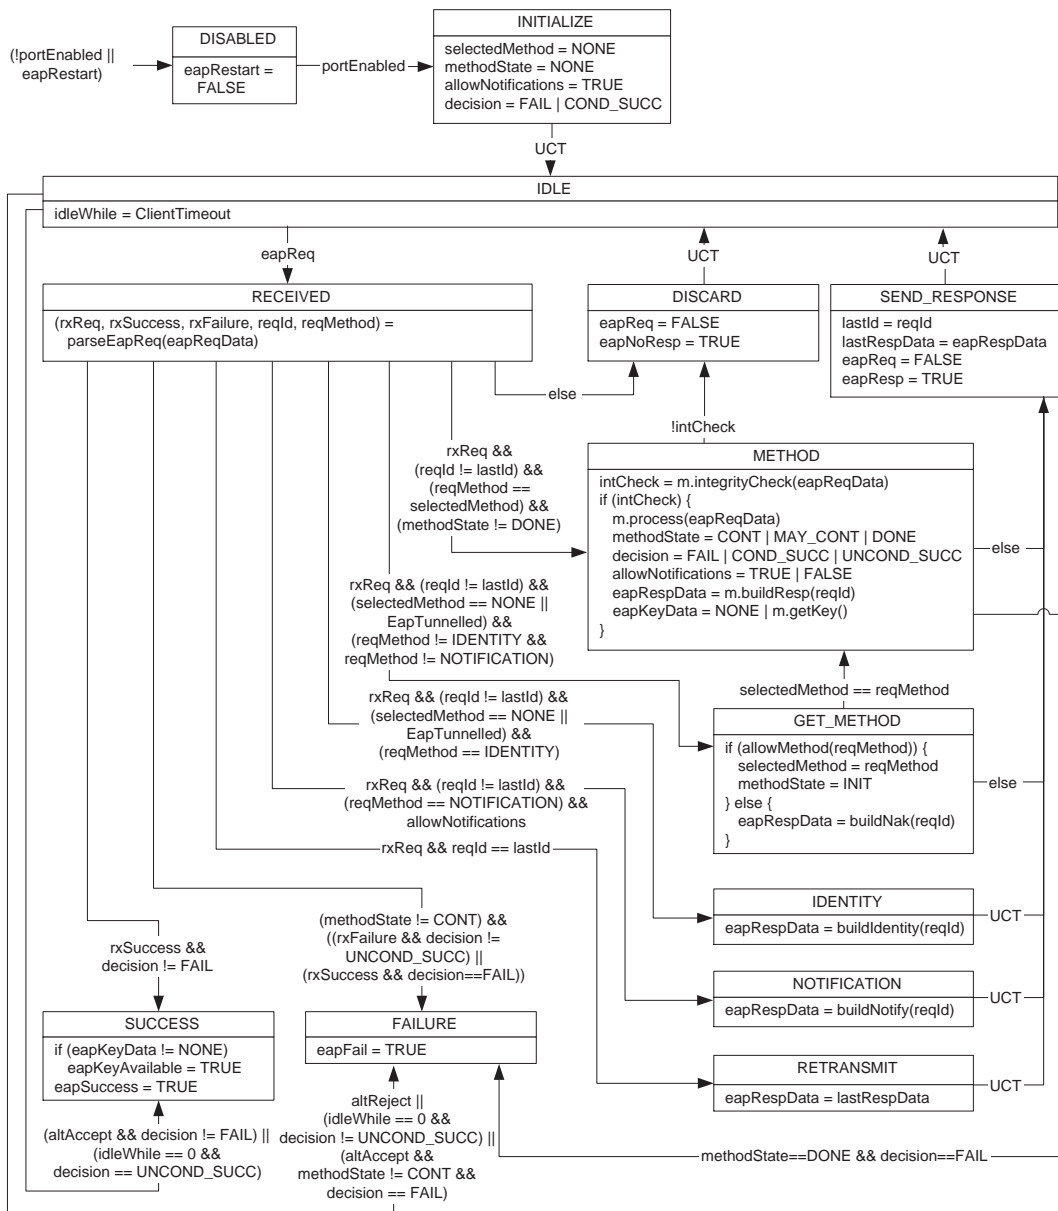 (!portEnabled ||
eapRestart)
DISABLED
eapRestart =
FALSE
portEnabled
INITIALIZE
selectedMethod = NONE
methodState = NONE
allowNotifications = TRUE
decision = FAIL | COND_SUCC
UCT
IDLE
idleWhile = ClientTimeout
eapReq
UCT
UCT
RECEIVED
(rxReq, rxSuccess, rxFailure, reqId, reqMethod) =
parseEapReq(eapReqData)
DISCARD
eapReq = FALSE
eapNoResp = TRUE
SEND_RESPONSE
lastId = reqId
lastRespData = eapRespData
eapReq = FALSE
eapResp = TRUE
else
!intCheck
rxReq &&
(reqId != lastId) &&
(reqMethod ==
selectedMethod) &&
(methodState != DONE)
METHOD
intCheck = m.integrityCheck(eapReqData)
if (intCheck) {
m.process(eapReqData)
methodState = CONT | MAY_CONT | DONE
decision = FAIL | COND_SUCC | UNCOND_SUCC
allowNotifications = TRUE | FALSE
eapRespData = m.buildResp(reqId)
eapKeyData = NONE | m.getKey()
}
else
rxReq && (reqId != lastId) &&
(selectedMethod == NONE ||
EapTunnelled) &&
(reqMethod != IDENTITY &&
reqMethod != NOTIFICATION)
selectedMethod == reqMethod
rxReq && (reqId != lastId) &&
(selectedMethod == NONE ||
EapTunnelled) &&
(reqMethod == IDENTITY)
GET_METHOD
if (allowMethod(reqMethod)) {
selectedMethod = reqMethod
methodState = INIT
} else {
eapRespData = buildNak(reqId)
}
else
rxReq && (reqId != lastId) &&
(reqMethod == NOTIFICATION) &&
allowNotifications
rxReq && reqId == lastId
IDENTITY
eapRespData = buildIdentity(reqId)
UCT
(methodState != CONT) &&
((rxFailure && decision !=
UNCOND_SUCC) ||
(rxSuccess && decision==FAIL))
rxSuccess &&
decision != FAIL
NOTIFICATION
eapRespData = buildNotify(reqId)
UCT
SUCCESS
if (eapKeyData != NONE)
eapKeyAvailable = TRUE
eapSuccess = TRUE
FAILURE
eapFail = TRUE
RETRANSMIT
eapRespData = lastRespData
UCT
(altAccept && decision != FAIL) ||
(idleWhile == 0 &&
decision == UNCOND_SUCC)
altReject ||
(idleWhile == 0 &&
decision != UNCOND_SUCC) ||
(altAccept &&
methodState != CONT &&
decision == FAIL)
methodState==DONE && decision==FAIL